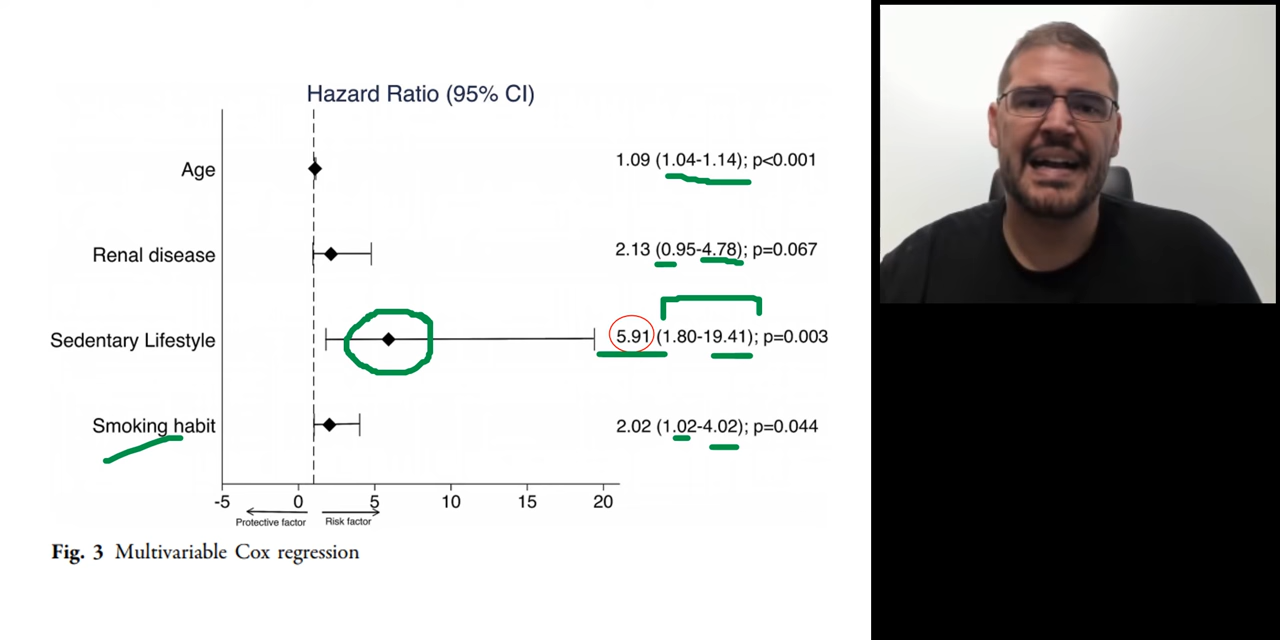 Hazard Ratio (95% CI)
Age 1.09 (1.04-1.14); p<0.001
Renal disease 2.13 (0.95-4.78); p=0.067
Sedentary Lifestyle 5.91 (1.80-19.41); p=0.003
Smoking habit 2.02 (1.02-4.02); p=0.044
-5 0 5 10 15 20
Protective factor Risk factor
Fig. 3 Multivariable Cox regression